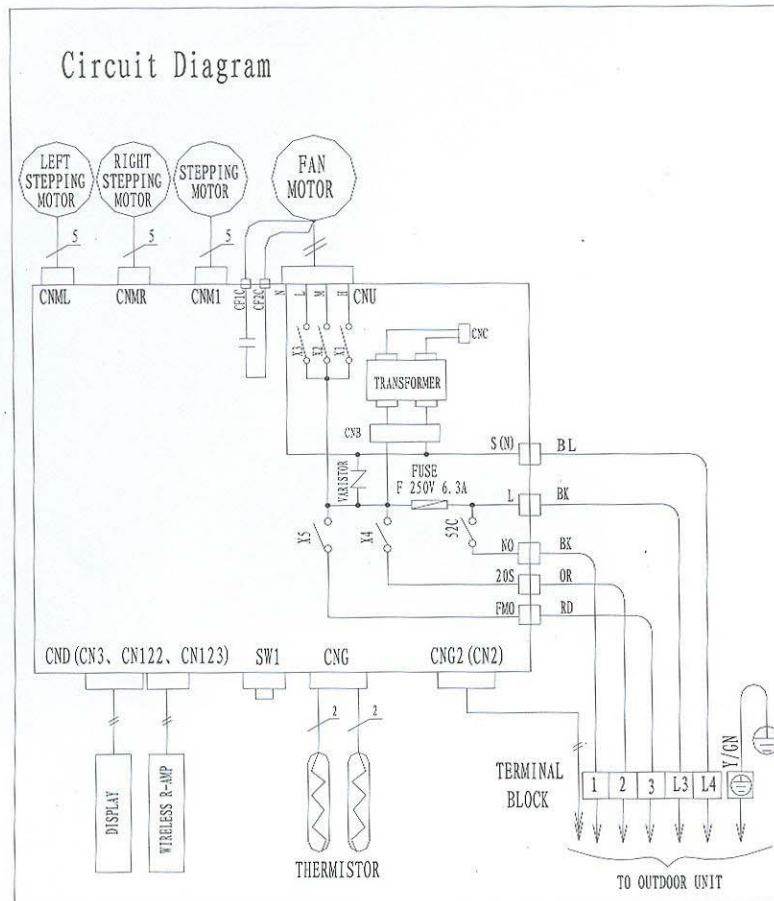 Circuit Diagram
LEFT
STEPPING
MOTOR
RIGHT
STEPPING
MOTOR
STEPPING
MOTOR
FAN
MOTOR
5
5
5
CNML
CNMR
CNM1
CF1C
CF2C
N
L
M
H
CNU
X3
X2
X1
CNC
TRANSFORMER
CNB
S(N)
BL
VARISTOR
FUSE
F 250V 6.3A
L
BK
X5
X4
52C
NO
BK
20S
OR
FMO
RD
CND(CN3、CN122、CN123)
SW1
CNG
CNG2(CN2)
2
2
DISPLAY
WIRELESS R-AMP
THERMISTOR
TERMINAL
BLOCK
1
2
3
L3
L4
Y/GN
TO OUTDOOR UNIT